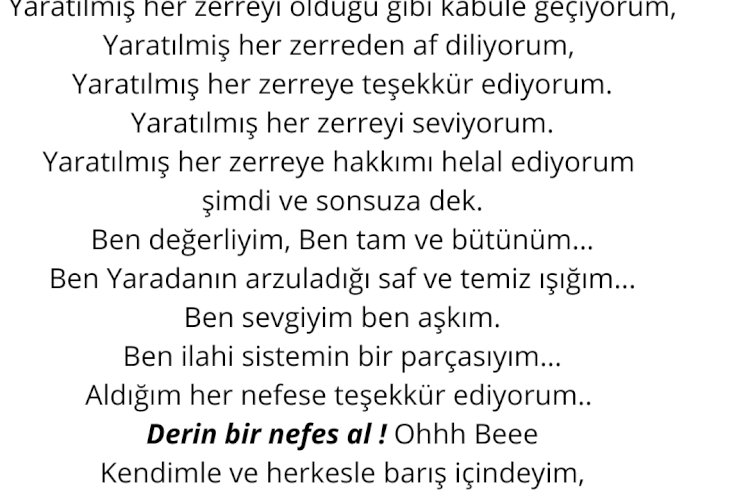 Yaratılmış her zerreyi olduğu gibi kabule geçiyorum,
Yaratılmiş her zerreden af diliyorum,
Yaratılmış her zerreye teşekkür ediyorum.
Yaratılmış her zerreyi seviyorum.
Yaratılmış her zerreye hakkımı helal ediyorum
şimdi ve sonsuza dek.
Ben değerliyim, Ben tam ve bütünüm...
Ben Yaradanın arzuladığı saf ve temiz ışığım...
Ben sevgiyim ben aşkım.
Ben ilahi sistemin bir parçasıyım...
Aldığım her nefese teşekkür ediyorum..
Derin bir nefes al ! Ohhh Beee
Kendimle ve herkesle barış içindeyim,